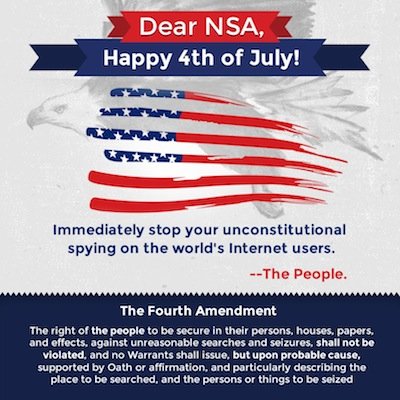 Dear NSA,
Happy 4th of July!
Immediately stop your unconstitutional
spying on the world's Internet users.
--The People.
The Fourth Amendment
The right of the people to be secure in their persons, houses, papers,
and effects, against unreasonable searches and seizures, shall not be
violated, and no Warrants shall issue, but upon probable cause,
supported by Oath or affirmation, and particularly describing the
place to be searched, and the persons or things to be seized